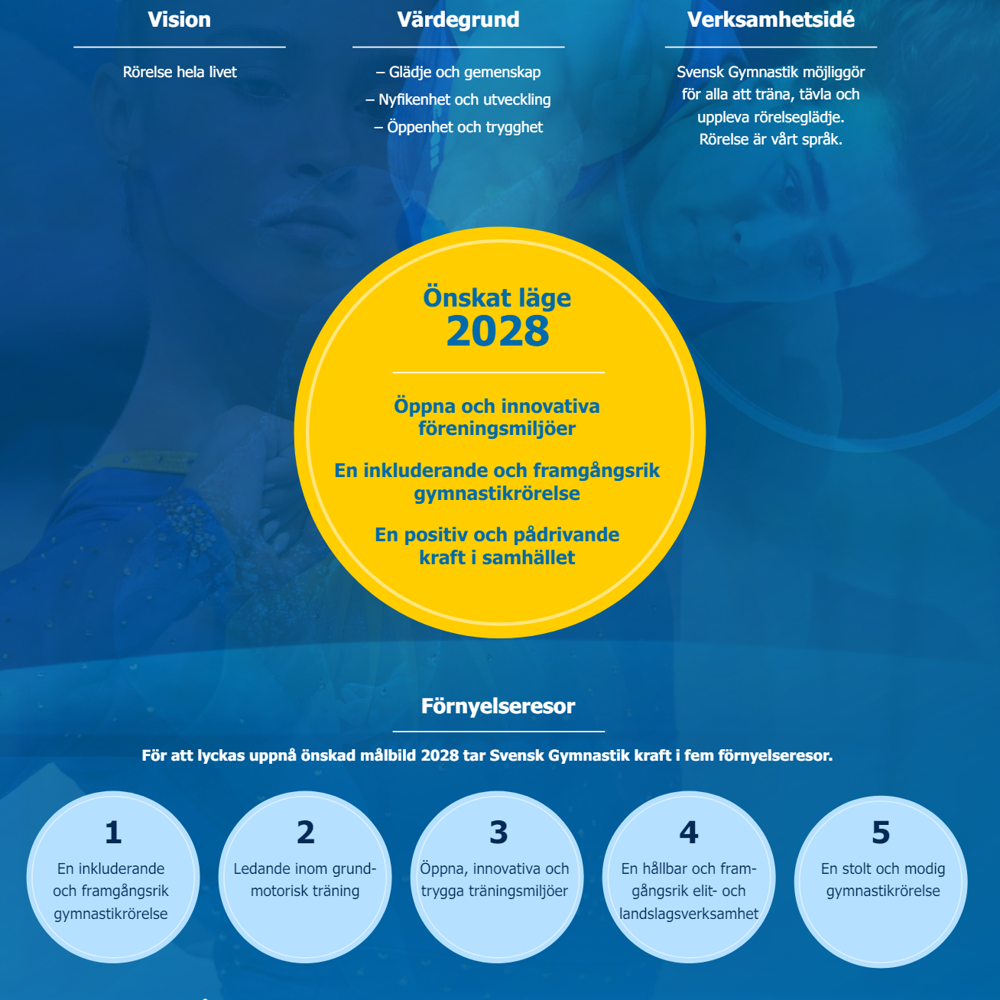 Vision
Rörelse hela livet
Värdegrund
– Glädje och gemenskap
– Nyfikenhet och utveckling
– Öppenhet och trygghet
Verksamhetsidé
Svensk Gymnastik möjliggör
för alla att träna, tävla och
uppleva rörelseglädje.
Rörelse är vårt språk.
Önskat läge
2028
Öppna och innovativa
föreningsmiljöer
En inkluderande och framgångsrik
gymnastikrörelse
En positiv och pådrivande
kraft i samhället
Förnyelseresor
För att lyckas uppnå önskad målbild 2028 tar Svensk Gymnastik kraft i fem förnyelseresor.
1
En inkluderande
och framgångsrik
gymnastikrörelse
2
Ledande inom grund-
motorisk träning
3
Öppna, innovativa och
trygga träningsmiljöer
4
En hållbar och fram-
gångsrik elit- och
landslagsverksamhet
5
En stolt och modig
gymnastikrörelse